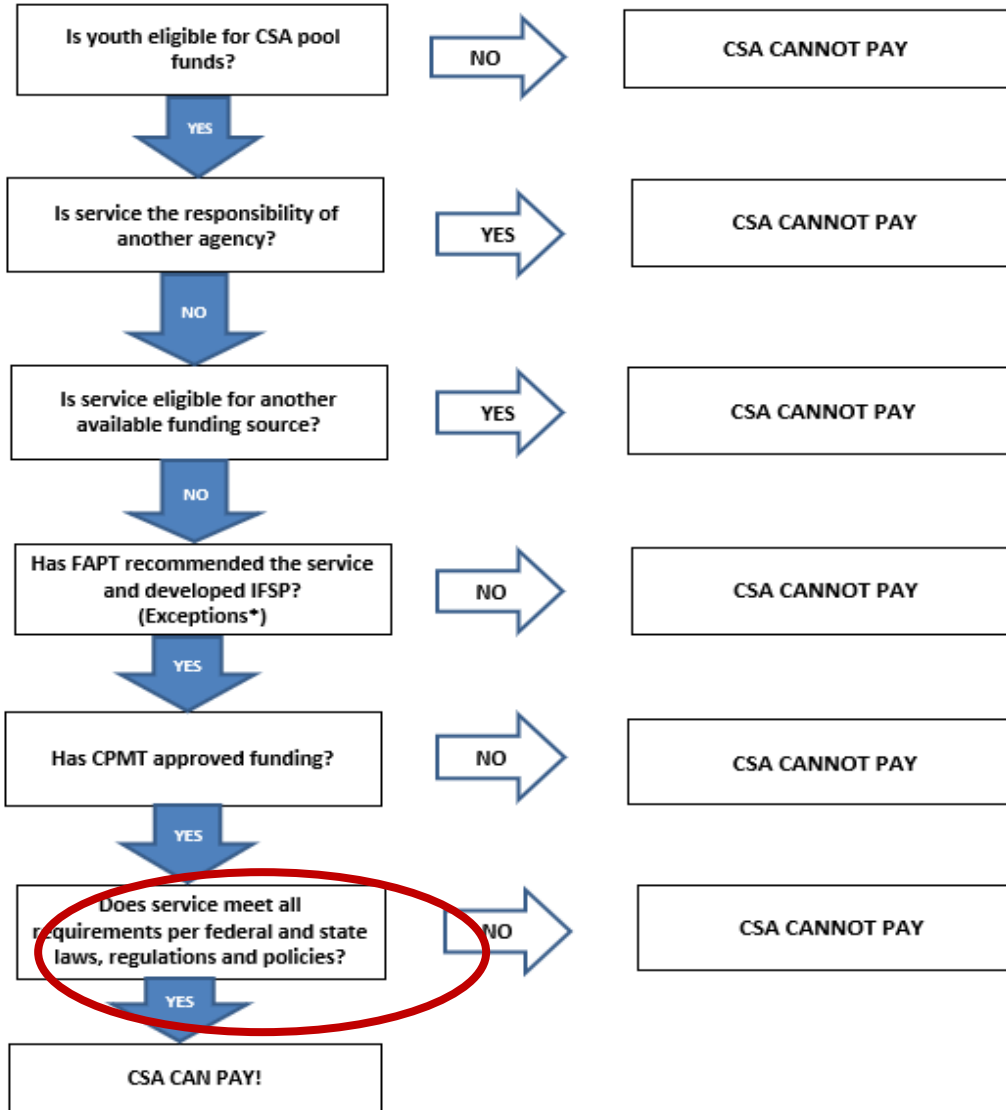 Is youth eligible for CSA pool
funds?
NO
CSA CANNOT PAY
YES
Is service the responsibility of
another agency?
YES
CSA CANNOT PAY
NO
Is service eligible for another
available funding source?
YES
CSA CANNOT PAY
NO
Has FAPT recommended the service
and developed IFSP?
(Exceptions*)
NO
CSA CANNOT PAY
YES
Has CPMT approved funding?
NO
CSA CANNOT PAY
YES
Does service meet all
requirements per federal and state
laws, regulations and policies?
NO
CSA CANNOT PAY
YES
CSA CAN PAY!